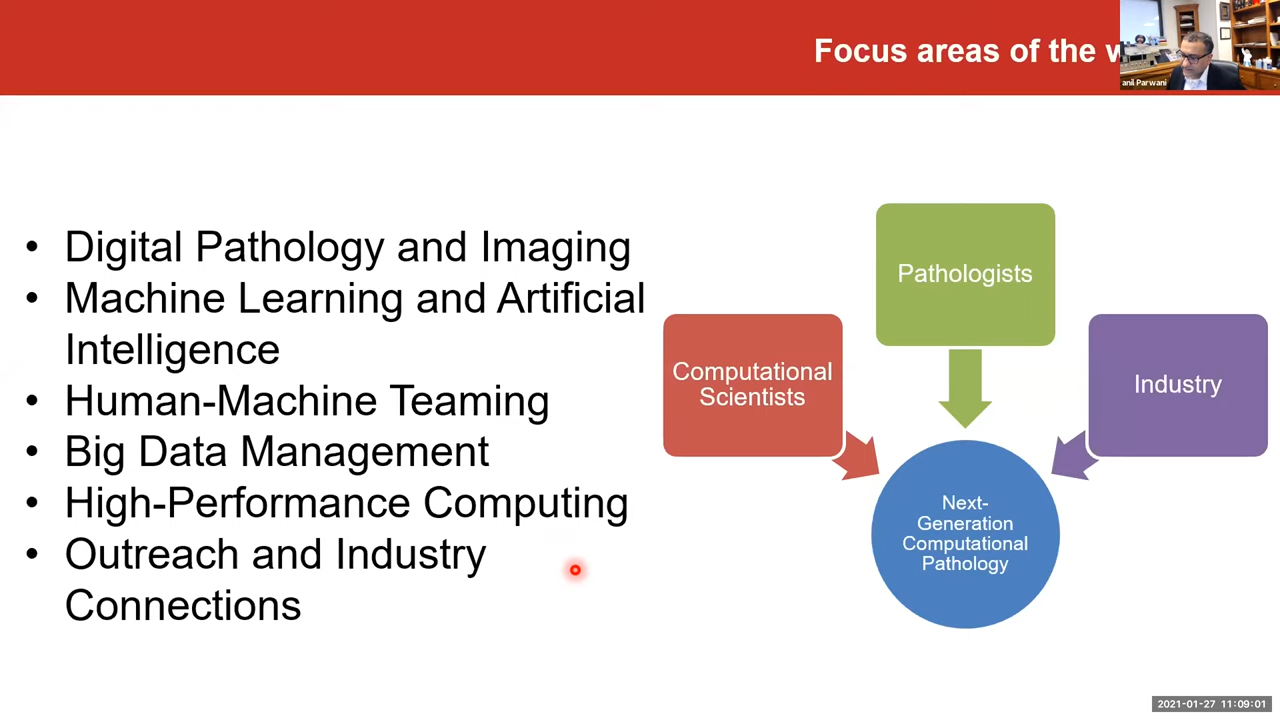 Focus areas of the
anil Parwani
• Digital Pathology and Imaging
• Machine Learning and Artificial
Intelligence
• Human-Machine Teaming
• Big Data Management
• High-Performance Computing
• Outreach and Industry
Connections
Pathologists
Computational
Scientists
Industry
Next-
Generation
Computational
Pathology
2021-01-27 11:09:01